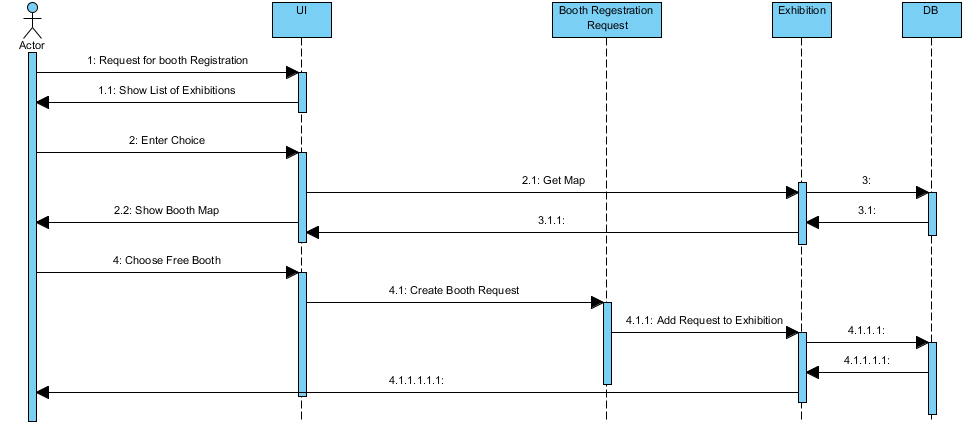 Actor
UI
Booth Regestration
Request
Exhibition
DB
1: Request for booth Registration
1.1: Show List of Exhibitions
2: Enter Choice
2.1: Get Map
3:
2.2: Show Booth Map
3.1:
3.1.1:
4: Choose Free Booth
4.1: Create Booth Request
4.1.1: Add Request to Exhibition
4.1.1.1:
4.1.1.1.1:
4.1.1.1.1.1: